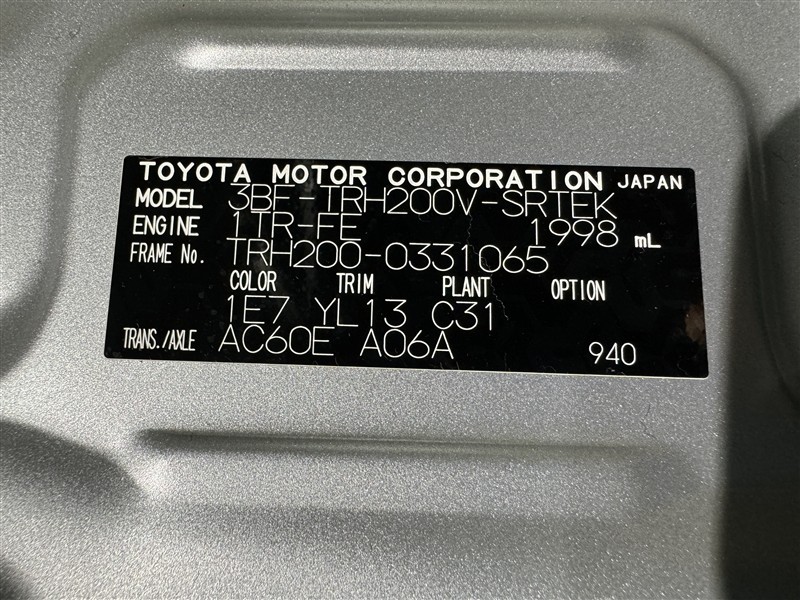 TOYOTA MOTOR CORPORATION JAPAN
MODEL 3BF-TRH200V-SRTEK
ENGINE 1TR-FE 1998 mL
FRAME No. TRH200-0331065
COLOR TRIM PLANT OPTION
1E7 YL13 C31
TRANS./AXLE AC60E A06A 940